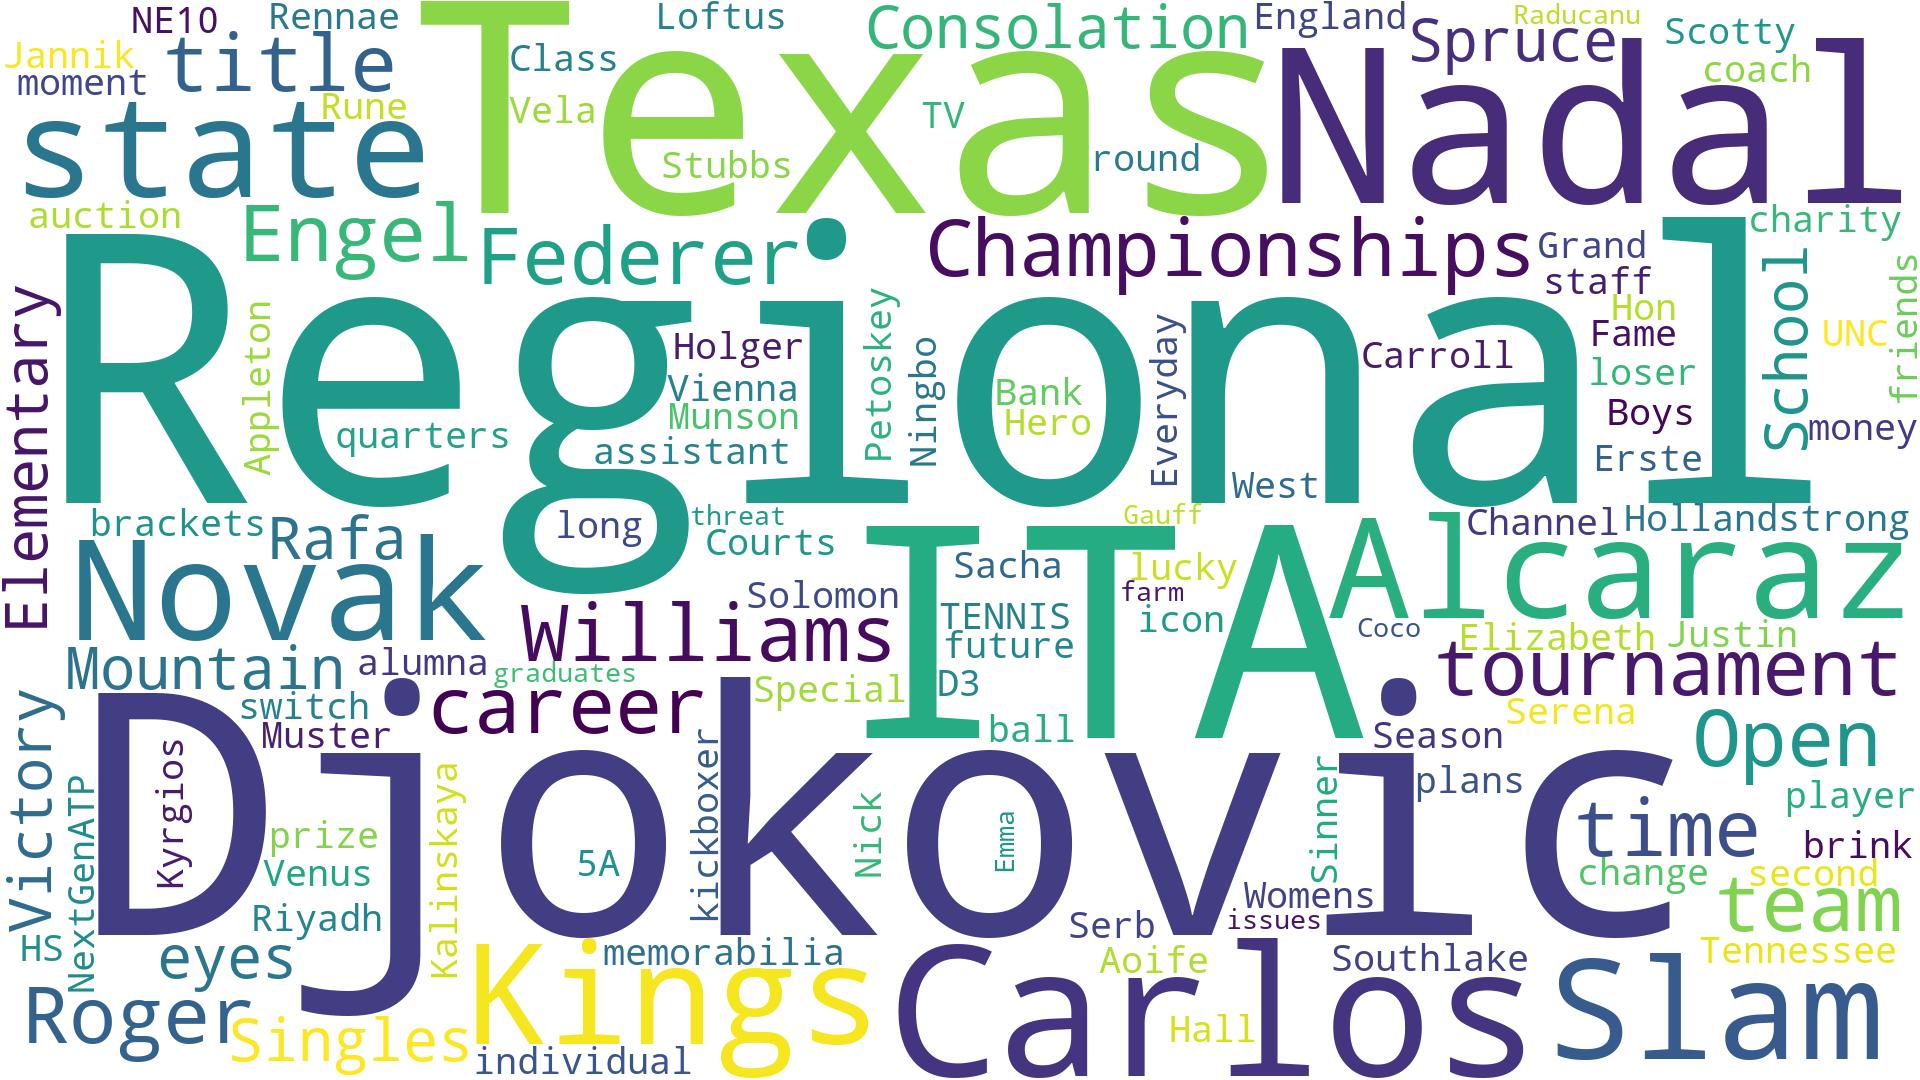 NE10
Rennae
Loftus
Consolation
England
Raducanu
Jannik
title
Texas
Class
Nadal
Spruce
Scotty
moment
Rune
Vela
TV
coach
state
Stubbs
round
auction
Engel
Federer
Championships
Grand
charity
staff
School
friends
Elementary
Regional
Appleton
Holger
Petoskey
Ningbo
Everyday
Carroll
Hon
Fame
UNC
Vienna
Bank
loser
Munson
Hero
Boys
quarters
assistant
West
Erste
money
brackets
Rafa
long
threat
Courts
ITA
Gauff
Alcaraz
Channel
Hollandstrong
Novak
Sacha
lucky
Solomon
farm
Williams
TENNIS
icon
Coco
future
Elizabeth
Justin
Mountain
alumna
graduates
career
Special
D3
tournament
Victory
switch
Muster
ball
Serena
Season
Open
Djokovic
NextGenATP
Kyrgios
Kalinskaya
kickboxer
Nick
Emma
Sinner
plans
player
prize
5A
time
brink
Venus
change
second
Riyadh
Womens
team
HS
eyes
memorabilia
Serb
issues
Kings
Aoife
Carlos
Southlake
Slam
Tennessee
Roger
Singles
individual
Hall